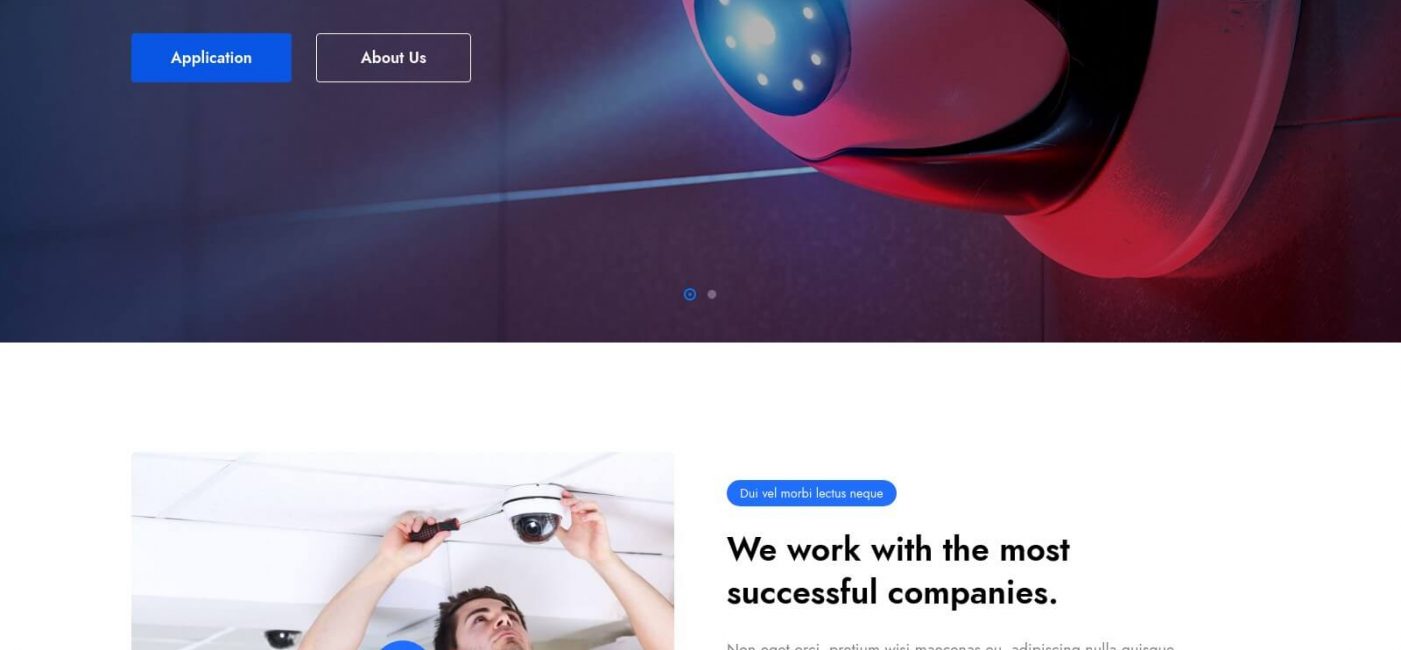 Application
About Us
Dui vel morbi lectus neque
We work with the most
successful companies.
Non eget orci, pretium wisi maecenas eu, adipiscing nulla quisque